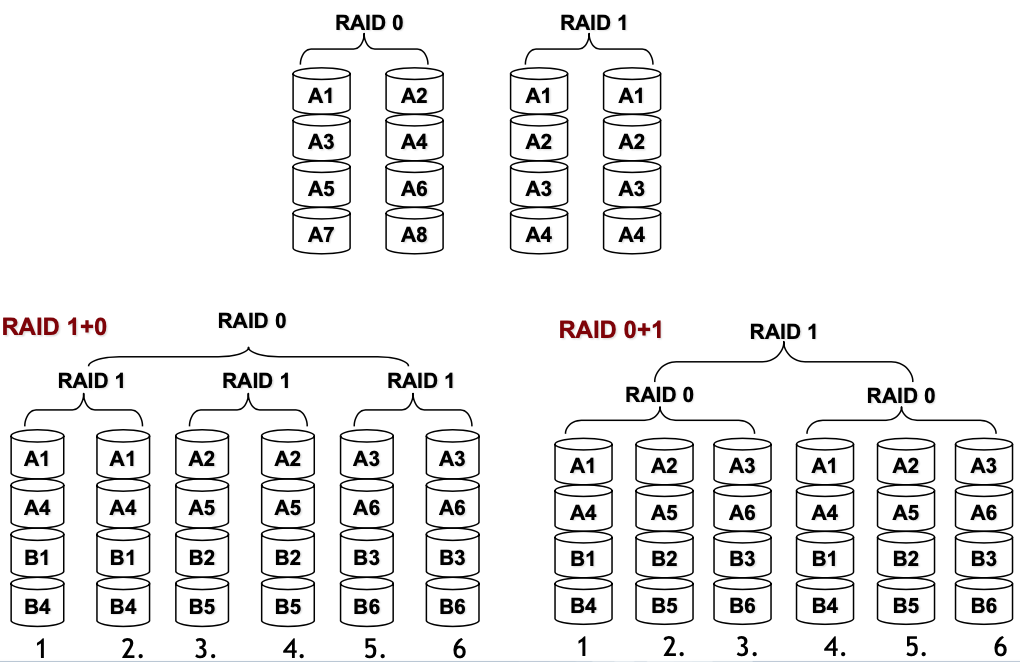 RAID 0 RAID 1
A1 A2 A1 A1
A3 A4 A2 A2
A5 A6 A3 A3
A7 A8 A4 A4
RAID 1+0 RAID 0
RAID 1 RAID 1 RAID 1
A1 A1 A2 A2 A3 A3
A4 A4 A5 A5 A6 A6
B1 B1 B2 B2 B3 B3
B4 B4 B5 B5 B6 B6
1 2. 3. 4. 5. 6
RAID 0+1 RAID 1
RAID 0 RAID 0
A1 A2 A3 A1 A2 A3
A4 A5 A6 A4 A5 A6
B1 B2 B3 B1 B2 B3
B4 B5 B6 B4 B5 B6
1 2. 3. 4. 5. 6